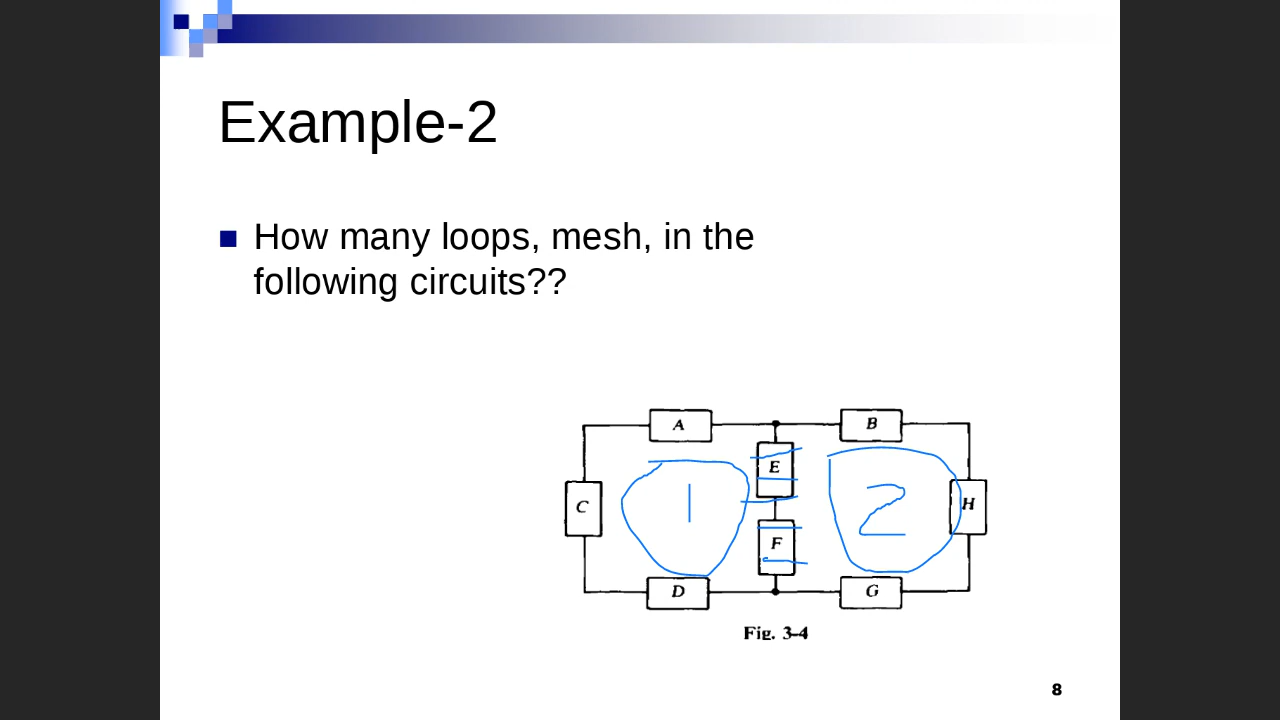 Example-2
How many loops, mesh, in the
following circuits??
A
B
E
C
1
2
H
F
D
G
Fig. 3-4
8